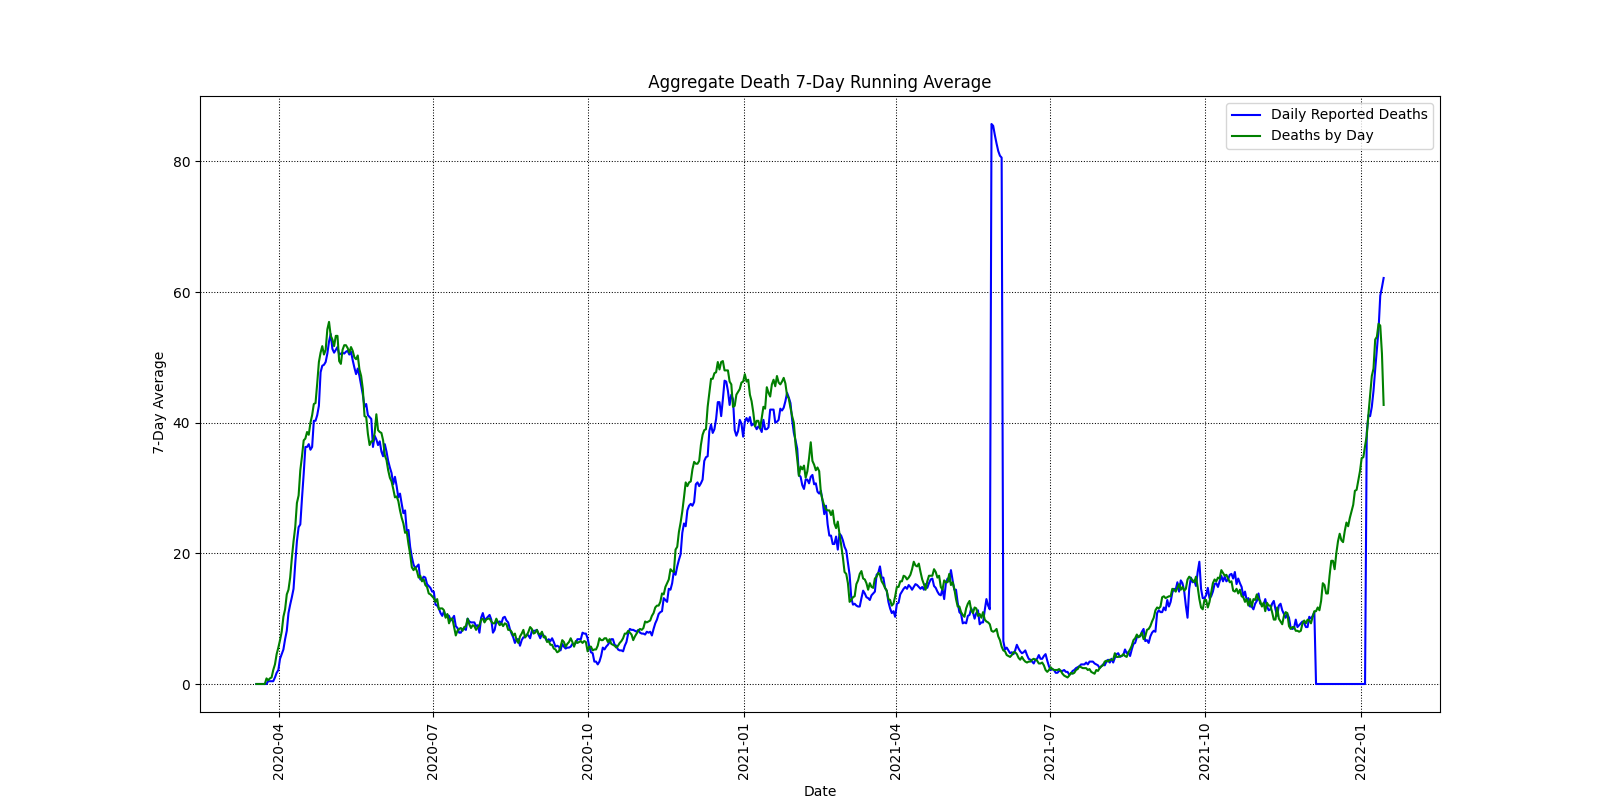 Aggregate Death 7-Day Running Average
Daily Reported Deaths
Deaths by Day
7-Day Average
80
60
40
20
0
2020-04
2020-07
2020-10
2021-01
2021-04
2021-07
2021-10
2022-01
Date